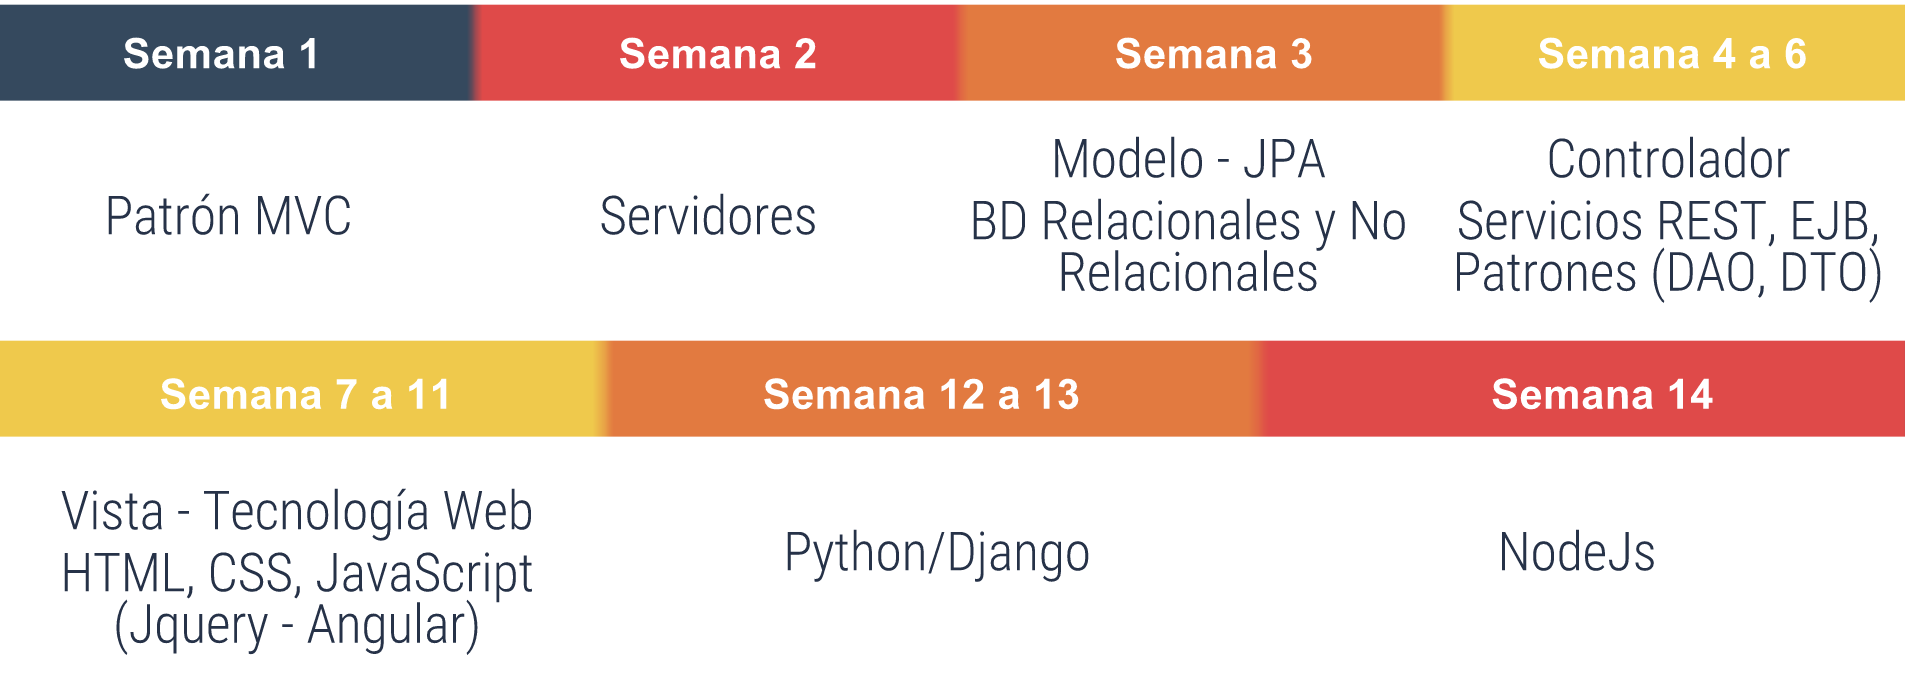 Semana 1
Semana 2
Semana 3
Semana 4 a 6
Patrón MVC
Servidores
Modelo - JPA
BD Relacionales y No
Relacionales
Controlador
Servicios REST, EJB,
Patrones (DAO, DTO)
Semana 7 a 11
Semana 12 a 13
Semana 14
Vista - Tecnología Web
HTML, CSS, JavaScript
(Jquery - Angular)
Python/Django
NodeJs